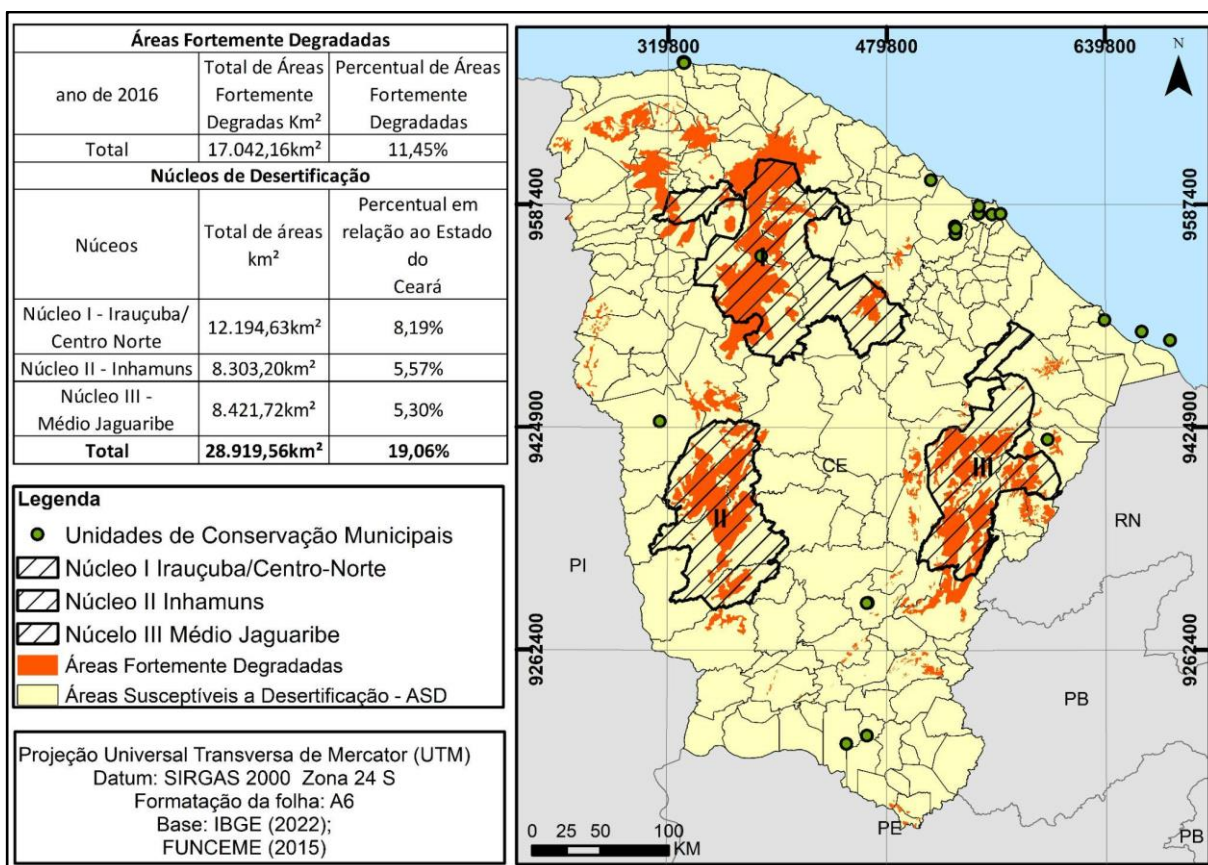 Áreas Fortemente Degradadas
ano de 2016
Total de Áreas
Fortemente
Degradas Km²
Percentual de Áreas
Fortemente
Degradadas
Total
17.042,16km²
11,45%
Núcleos de Desertificação
Núceos
Total de áreas
km²
Percentual em
relação ao Estado
do
Ceará
Núcleo I - Irauçuba/
Centro Norte
12.194,63km²
8,19%
Núcleo II - Inhamuns
8.303,20km²
5,57%
Núcleo III -
Médio Jaguaribe
8.421,72km²
5,30%
Total
28.919,56km²
19,06%
Legenda
Unidades de Conservação Municipais
Núcleo I Irauçuba/Centro-Norte
Núcleo II Inhamuns
Núcelo III Médio Jaguaribe
Áreas Fortemente Degradadas
Áreas Susceptíveis a Desertificação - ASD
Projeção Universal Transversa de Mercator (UTM)
Datum: SIRGAS 2000 Zona 24 S
Formatação da folha: A6
Base: IBGE (2022);
FUNCEME (2015)
319800
479800
639800
N
9587400
9587400
I
9424900
9424900
CE
III
II
RN
PI
9262400
9262400
PB
PE
PB
0 25 50 100
KM